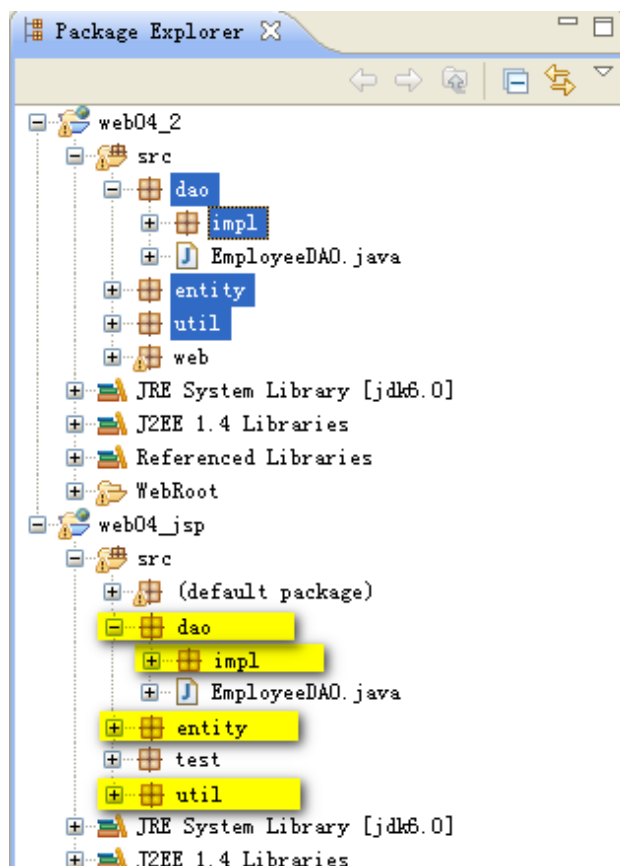 Package Explorer
web04_2
src
dao
impl
EmployeeDAO.java
entity
util
web
JRE System Library [jdk6.0]
J2EE 1.4 Libraries
Referenced Libraries
WebRoot
web04_jsp
src
(default package)
dao
impl
EmployeeDAO.java
entity
test
util
JRE System Library [jdk6.0]
J2EE 1.4 Libraries